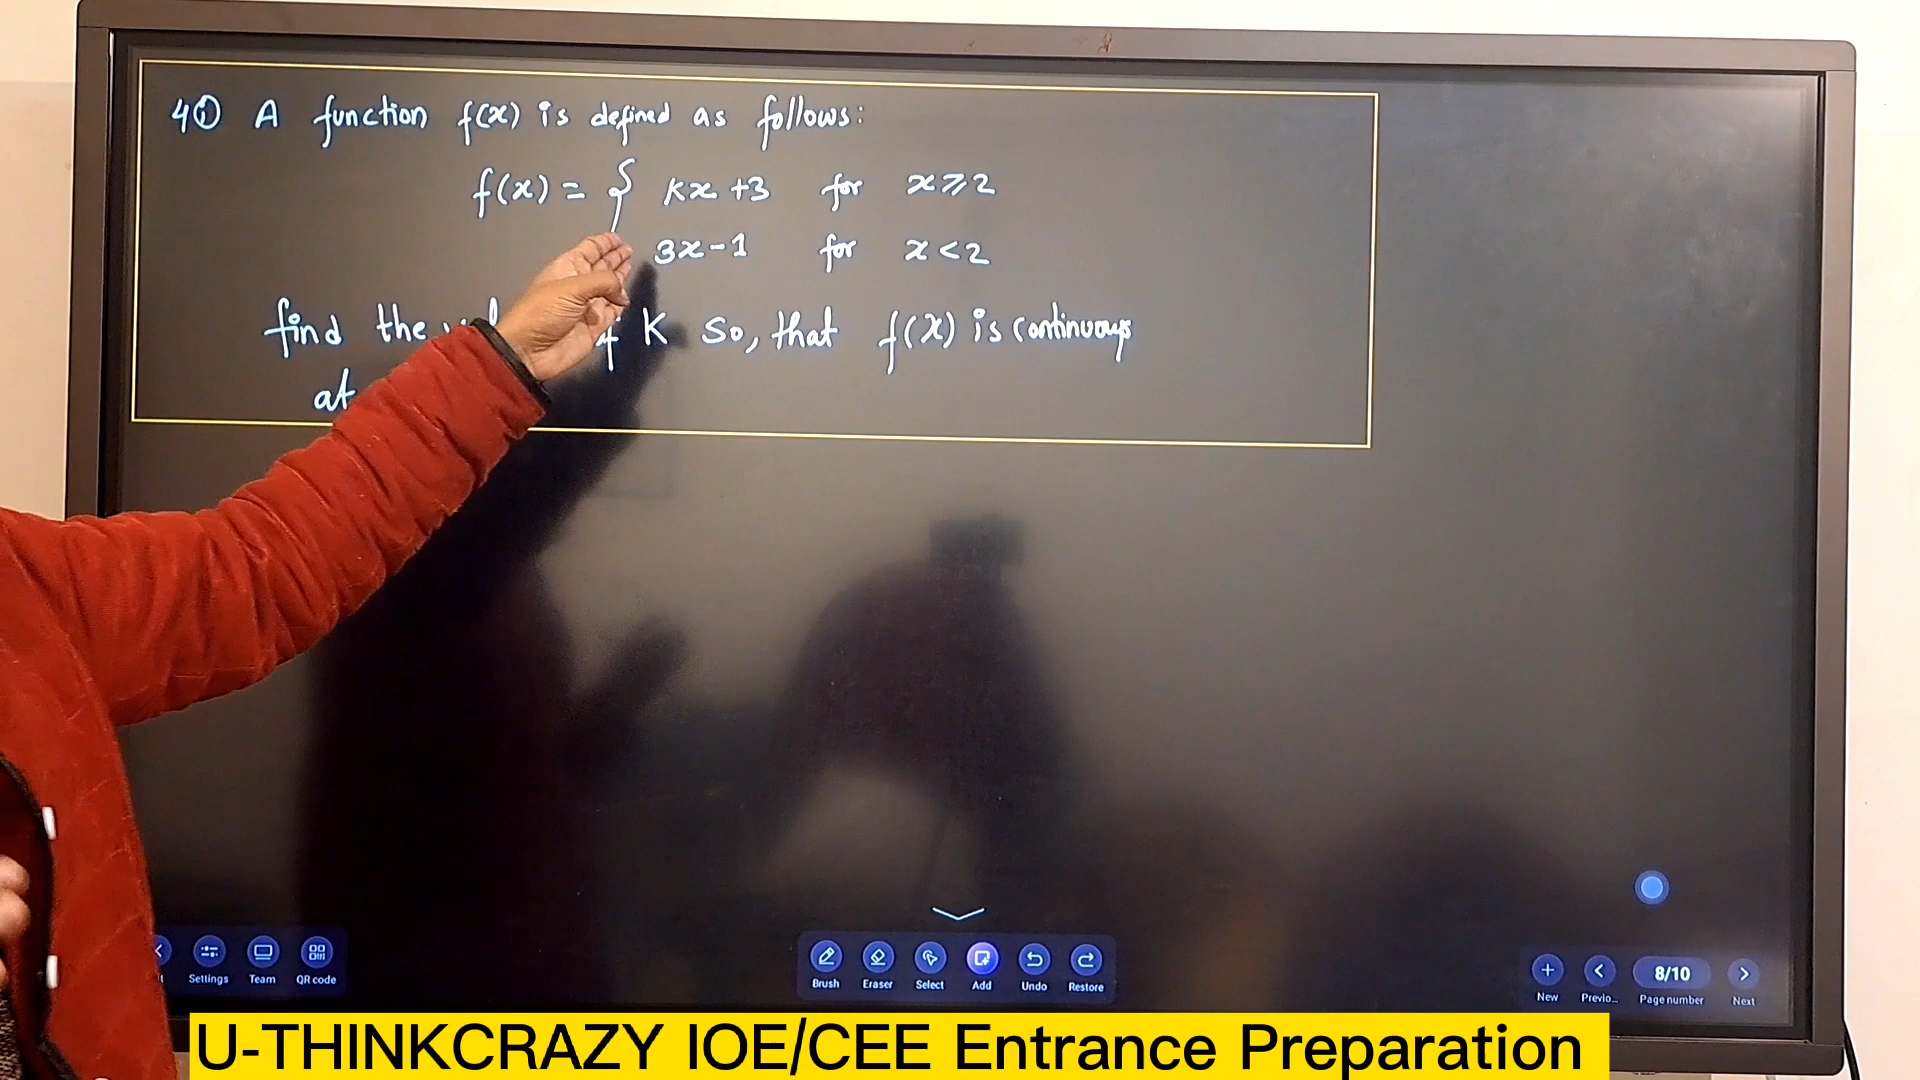 4(i) A function f(x) is defined as follows:
f(x) = { kx + 3 for x ⩾ 2
3x - 1 for x < 2
find the of K so, that f(x) is continuous
at
Settings Team QR code
Brush Eraser Select Add Undo Restore
8/10
New Previo... Page number Next
U-THINKCRAZY IOE/CEE Entrance Preparation